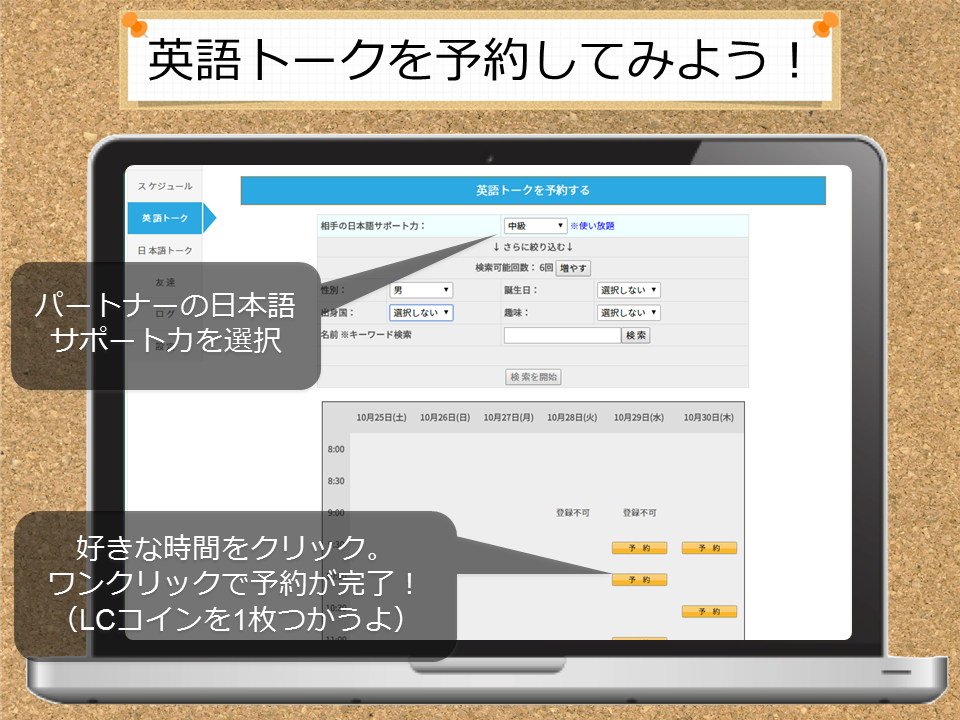 英語トークを予約してみよう！
スケジュール
英語トーク
日本語トーク
友達
ログ
英語トークを予約する
相手の日本語サポート力： 中級 ※使い放題
↓さらに絞り込む↓
検索可能回数： 6回 増やす
性別： 男 誕生日： 選択しない
出身国： 選択しない 趣味： 選択しない
名前 ※キーワード検索 検索
検索を開始
パートナーの日本語
サポート力を選択
10月25日(土) 10月26日(日) 10月27日(月) 10月28日(火) 10月29日(水) 10月30日(木)
8:00
8:30
9:00 登録不可 登録不可
予約 予約
予約
10:30 予約
11:00
好きな時間をクリック。
ワンクリックで予約が完了！
（LCコインを1枚つかうよ）